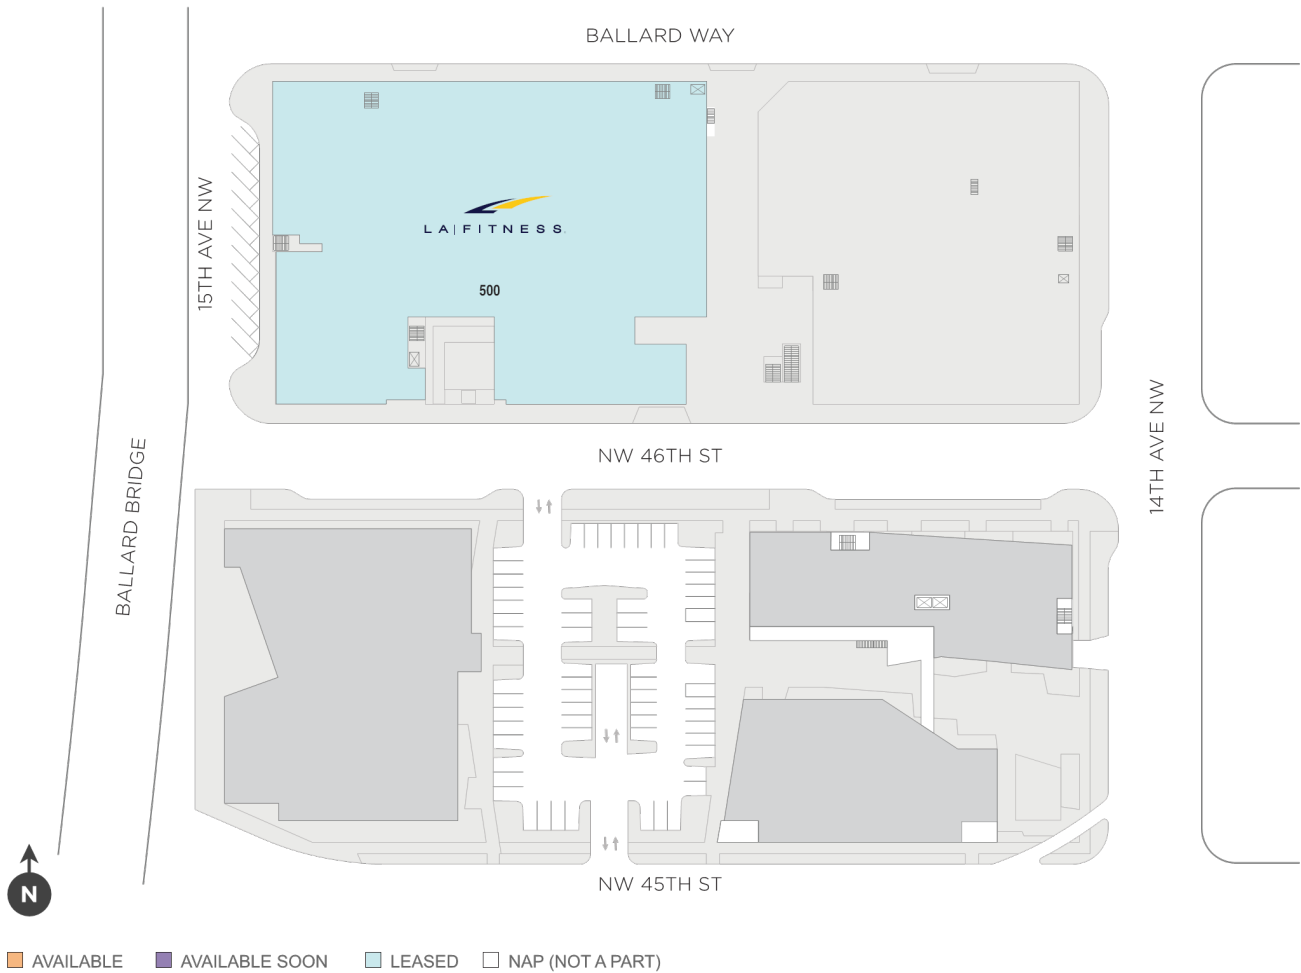 BALLARD WAY
15TH AVE NW
LA|FITNESS
500
NW 46TH ST
14TH AVE NW
BALLARD BRIDGE
NW 45TH ST
N
AVAILABLE
AVAILABLE SOON
LEASED
NAP (NOT A PART)